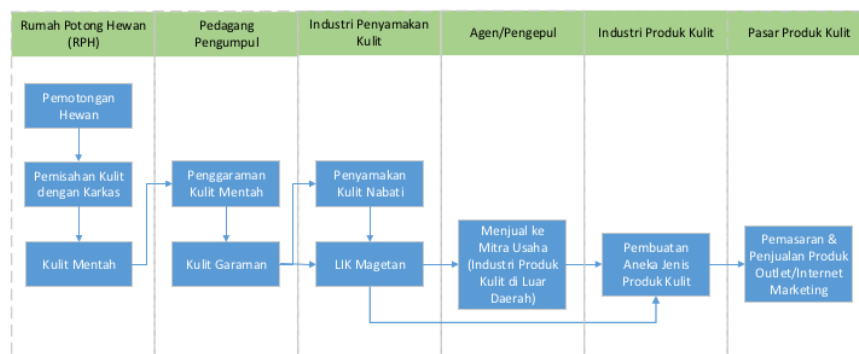 Rumah Potong Hewan
(RPH)
Pedagang
Pengumpul
Industri Penyamakan
Kulit
Agen/Pengepul
Industri Produk Kulit
Pasar Produk Kulit
Pemotongan
Hewan
Pemisahan Kulit
dengan Karkas
Kulit Mentah
Penggaraman
Kulit Mentah
Kulit Garaman
Penyamakan
Kulit Nabati
LIK Magetan
Menjual ke
Mitra Usaha
(Industri Produk
Kulit di Luar
Daerah)
Pembuatan
Aneka Jenis
Produk Kulit
Pemasaran &
Penjualan Produk
Outlet/Internet
Marketing